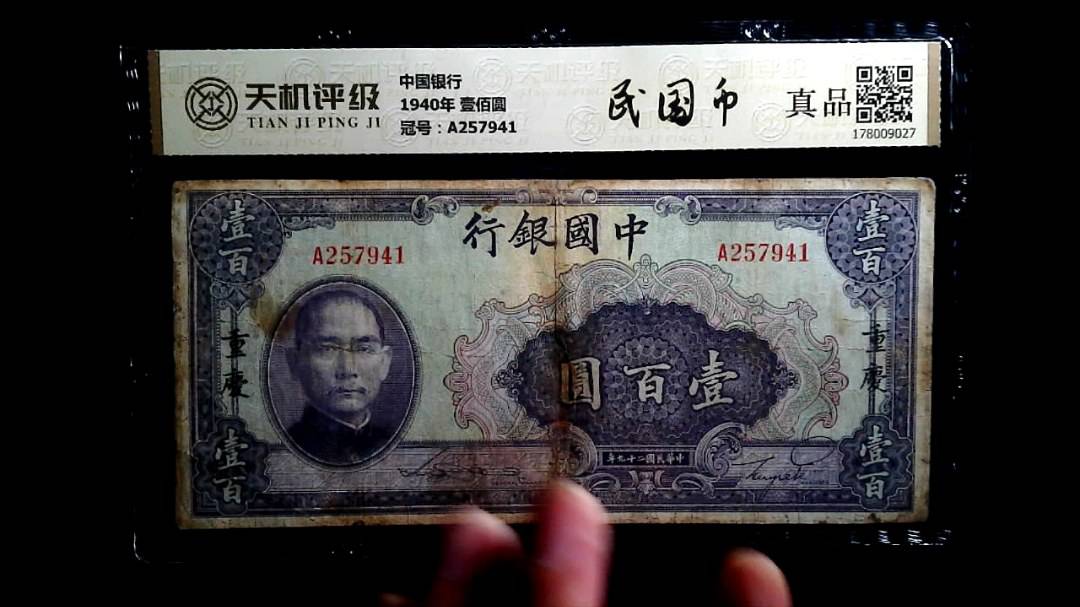 天机评级
TIAN JI PING JI
中国银行
1940年 壹佰圆
冠号：A257941
民国币
真品
178009027
壹百
行銀國中
壹百
A257941
A257941
重慶
圓百壹
重慶
壹百
年九十二國民華中
壹百